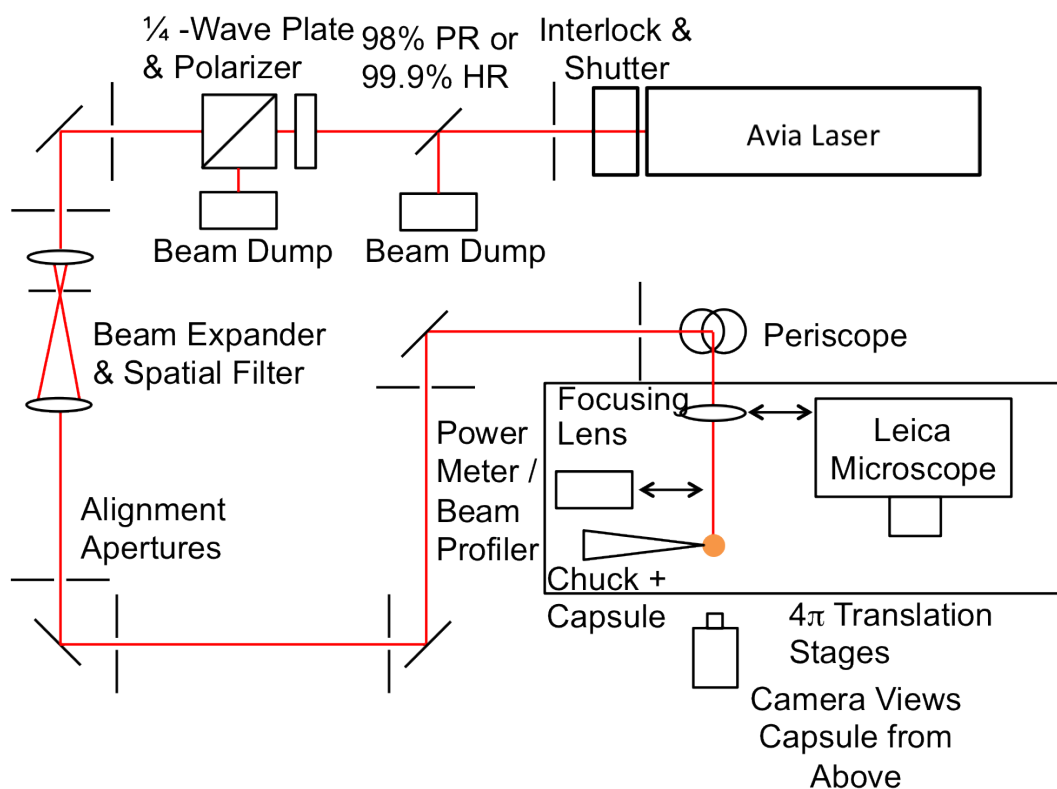 ¼ -Wave Plate
& Polarizer
98% PR or
99.9% HR
Interlock &
Shutter
Avia Laser
Beam Dump
Beam Dump
Beam Expander
& Spatial Filter
Periscope
Focusing
Lens
Leica
Microscope
Power
Meter /
Beam
Profiler
Alignment
Apertures
Chuck +
Capsule
4π Translation
Stages
Camera Views
Capsule from
Above